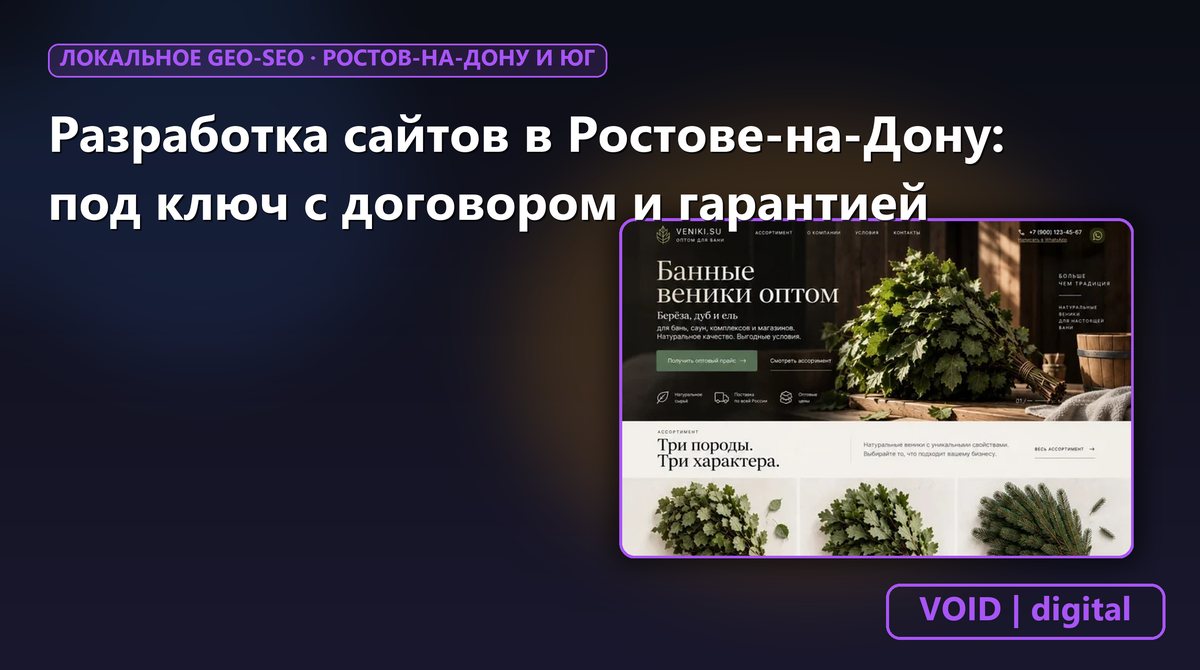 ЛОКАЛЬНОЕ GEO-SEO · РОСТОВ-НА-ДОНУ И ЮГ
Разработка сайтов в Ростове-на-Дону:
под ключ с договором и гарантией
VENIKI.SU
ОПТОМ ДЛЯ БАНИ
АССОРТИМЕНТ О КОМПАНИИ УСЛОВИЯ КОНТАКТЫ
+7 (900) 123-45-67
Написать в WhatsApp
Банные
веники оптом
Берёза, дуб и ель
для бань, саун, комплексов и магазинов.
Натуральное качество. Выгодные условия.
Получить оптовый прайс →
Смотреть ассортимент
Натуральное
сырьё
Поставка
по всей России
Оптовые
цены
БОЛЬШЕ
ЧЕМ ТРАДИЦИЯ
НАТУРАЛЬНЫЕ
ВЕНИКИ
ДЛЯ НАСТОЯЩЕЙ
БАНИ
01 /
АССОРТИМЕНТ
Три породы.
Три характера.
Натуральные веники с уникальными свойствами.
Выбирайте то, что подходит вашему бизнесу.
ВЕСЬ АССОРТИМЕНТ →
VOID | digital